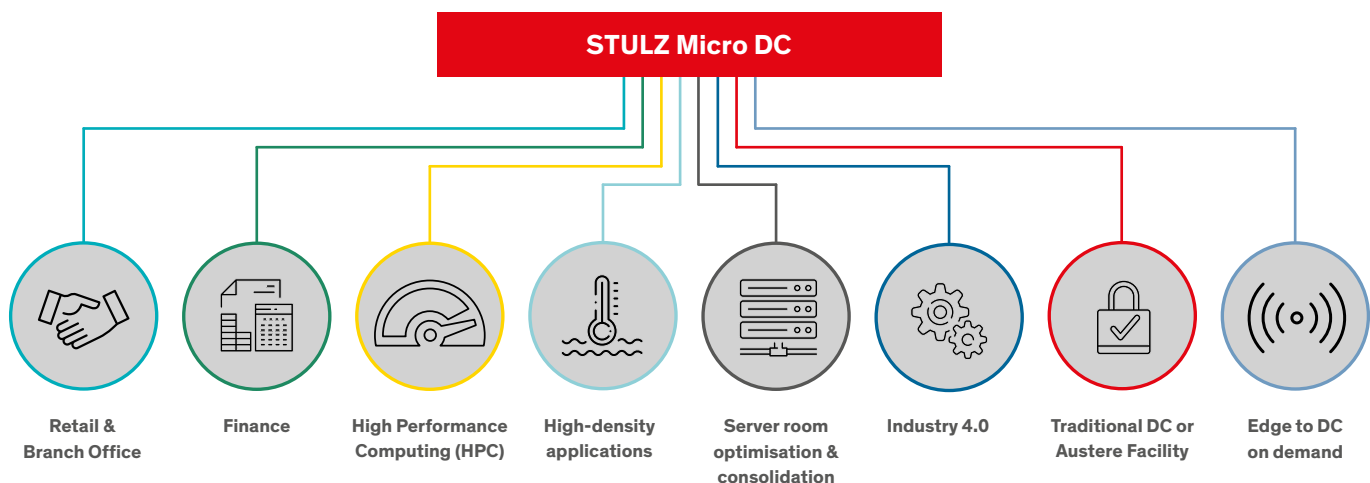 STULZ Micro DC
Retail &
Branch Office
Finance
High Performance
Computing (HPC)
High-density
applications
Server room
optimisation &
consolidation
Industry 4.0
Traditional DC or
Austere Facility
Edge to DC
on demand